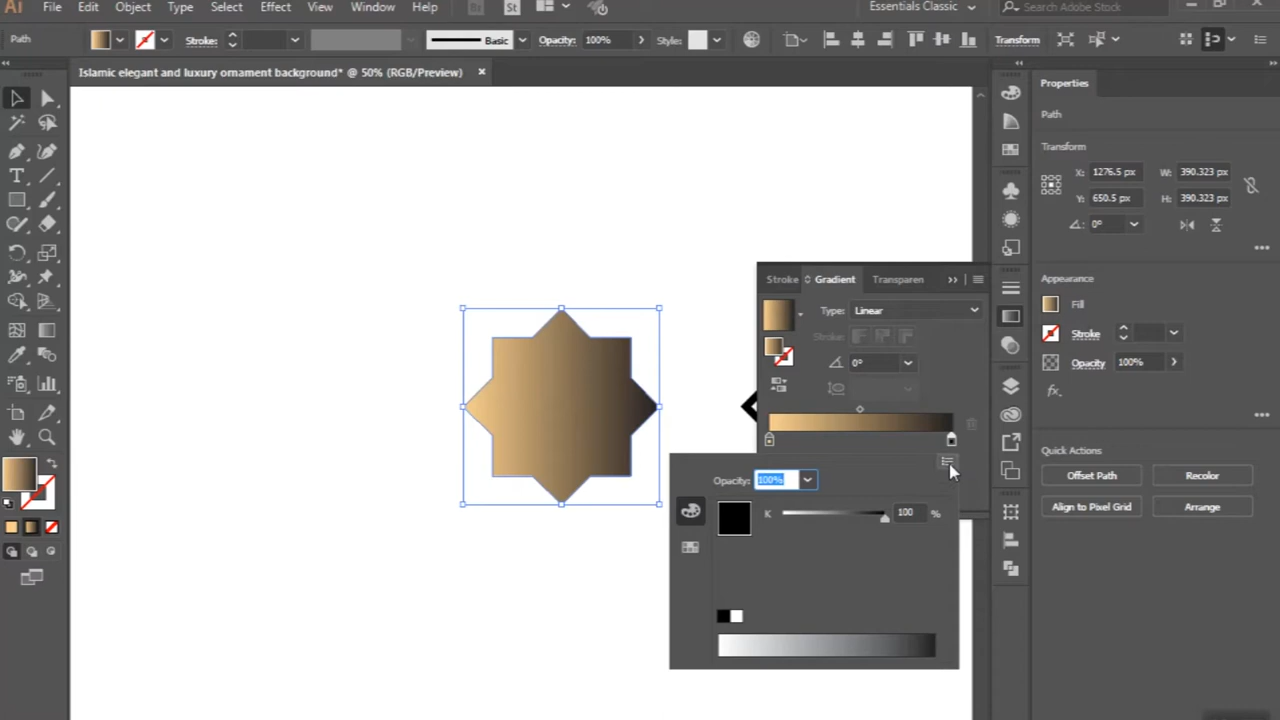 Ai File Edit Object Type Select Effect View Window Help Br St Essentials Classic Search Adobe Stock
Path Stroke: Basic Opacity: 100% Style: Transform
Islamic elegant and luxury ornament background* @ 50% (RGB/Preview)
Properties
Path
Transform
X: 1276.5 px W: 390.323 px
Y: 650.5 px H: 390.323 px
0°
Appearance
Fill
Stroke
Opacity 100%
fx
Quick Actions
Offset Path Recolor
Align to Pixel Grid Arrange
Stroke Gradient Transparen
Type: Linear
Stroke:
0°
Opacity: 100%
K 100 %